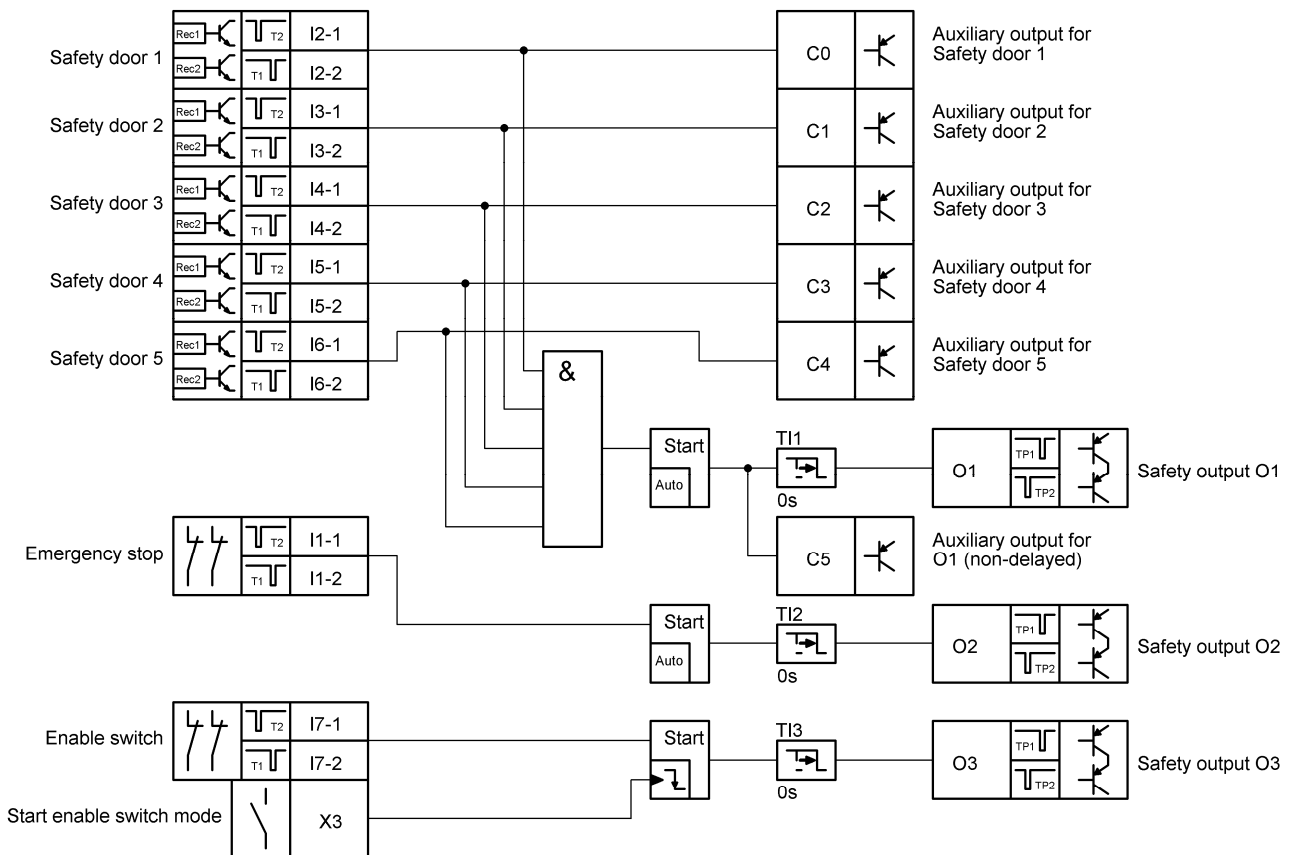 Safety door 1
Rec1
T2
I2-1
Rec2
T1
I2-2
C0
Auxiliary output for
Safety door 1
Safety door 2
Rec1
T2
I3-1
Rec2
T1
I3-2
C1
Auxiliary output for
Safety door 2
Safety door 3
Rec1
T2
I4-1
Rec2
T1
I4-2
C2
Auxiliary output for
Safety door 3
Safety door 4
Rec1
T2
I5-1
Rec2
T1
I5-2
C3
Auxiliary output for
Safety door 4
Safety door 5
Rec1
T2
I6-1
Rec2
T1
I6-2
C4
Auxiliary output for
Safety door 5
&
Start
Auto
TI1
0s
O1
TP1
TP2
Safety output O1
C5
Auxiliary output for
O1 (non-delayed)
Emergency stop
T2
I1-1
T1
I1-2
Start
Auto
TI2
0s
O2
TP1
TP2
Safety output O2
Enable switch
T2
I7-1
T1
I7-2
Start
TI3
0s
O3
TP1
TP2
Safety output O3
Start enable switch mode
X3